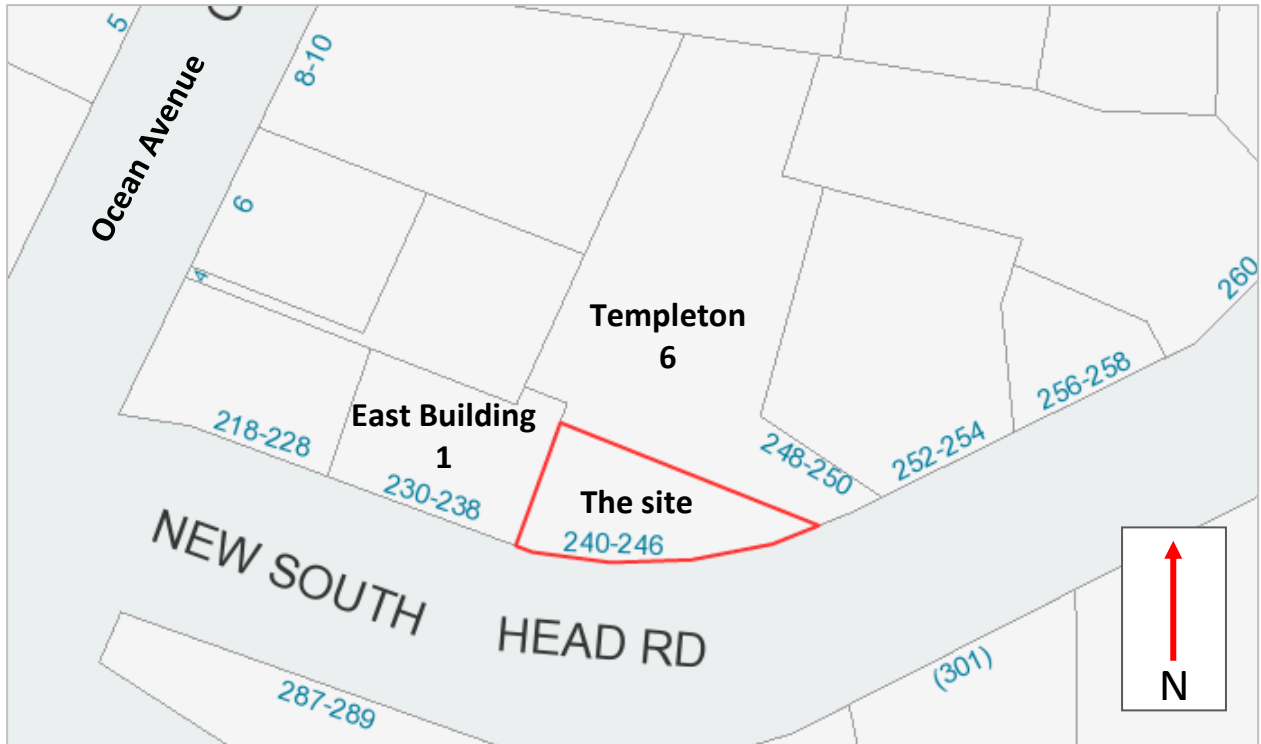 5
8-10
Ocean Avenue
6
4
Templeton
6
260
256-258
East Building
1
218-228
252-254
248-250
230-238
The site
240-246
NEW SOUTH HEAD RD
(301)
287-289
N